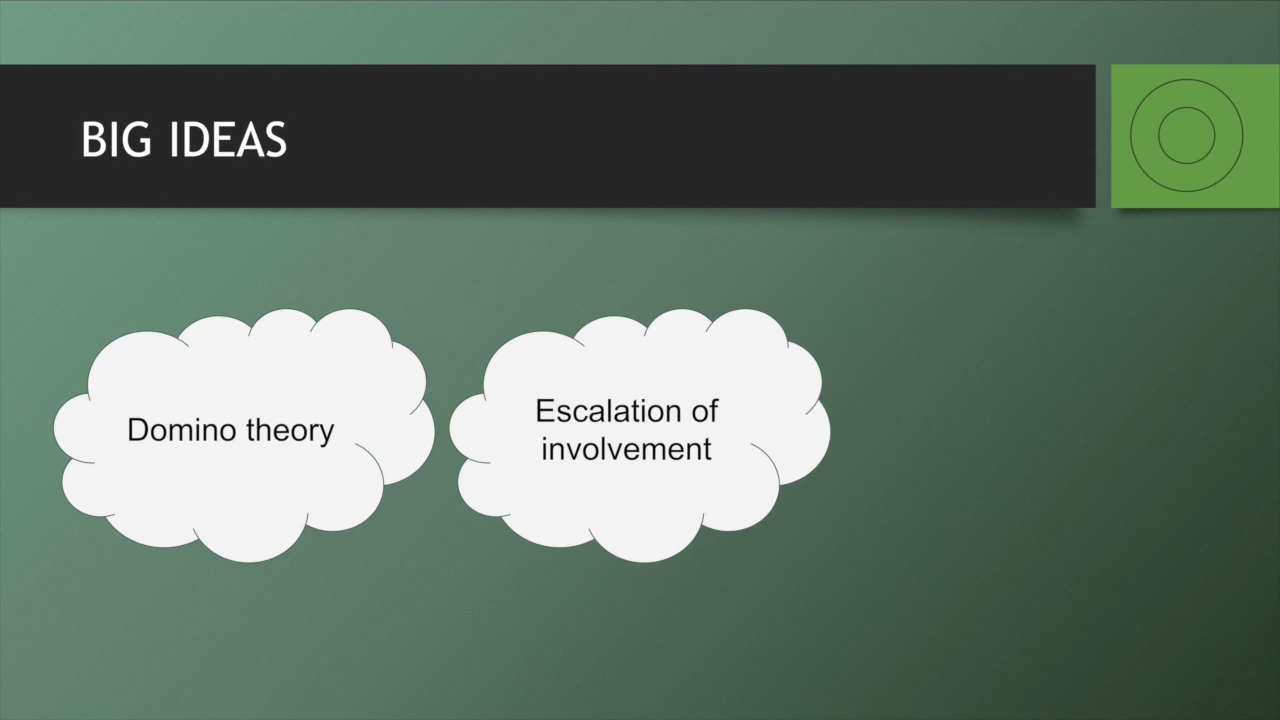 BIG IDEAS
Domino theory
Escalation of
involvement